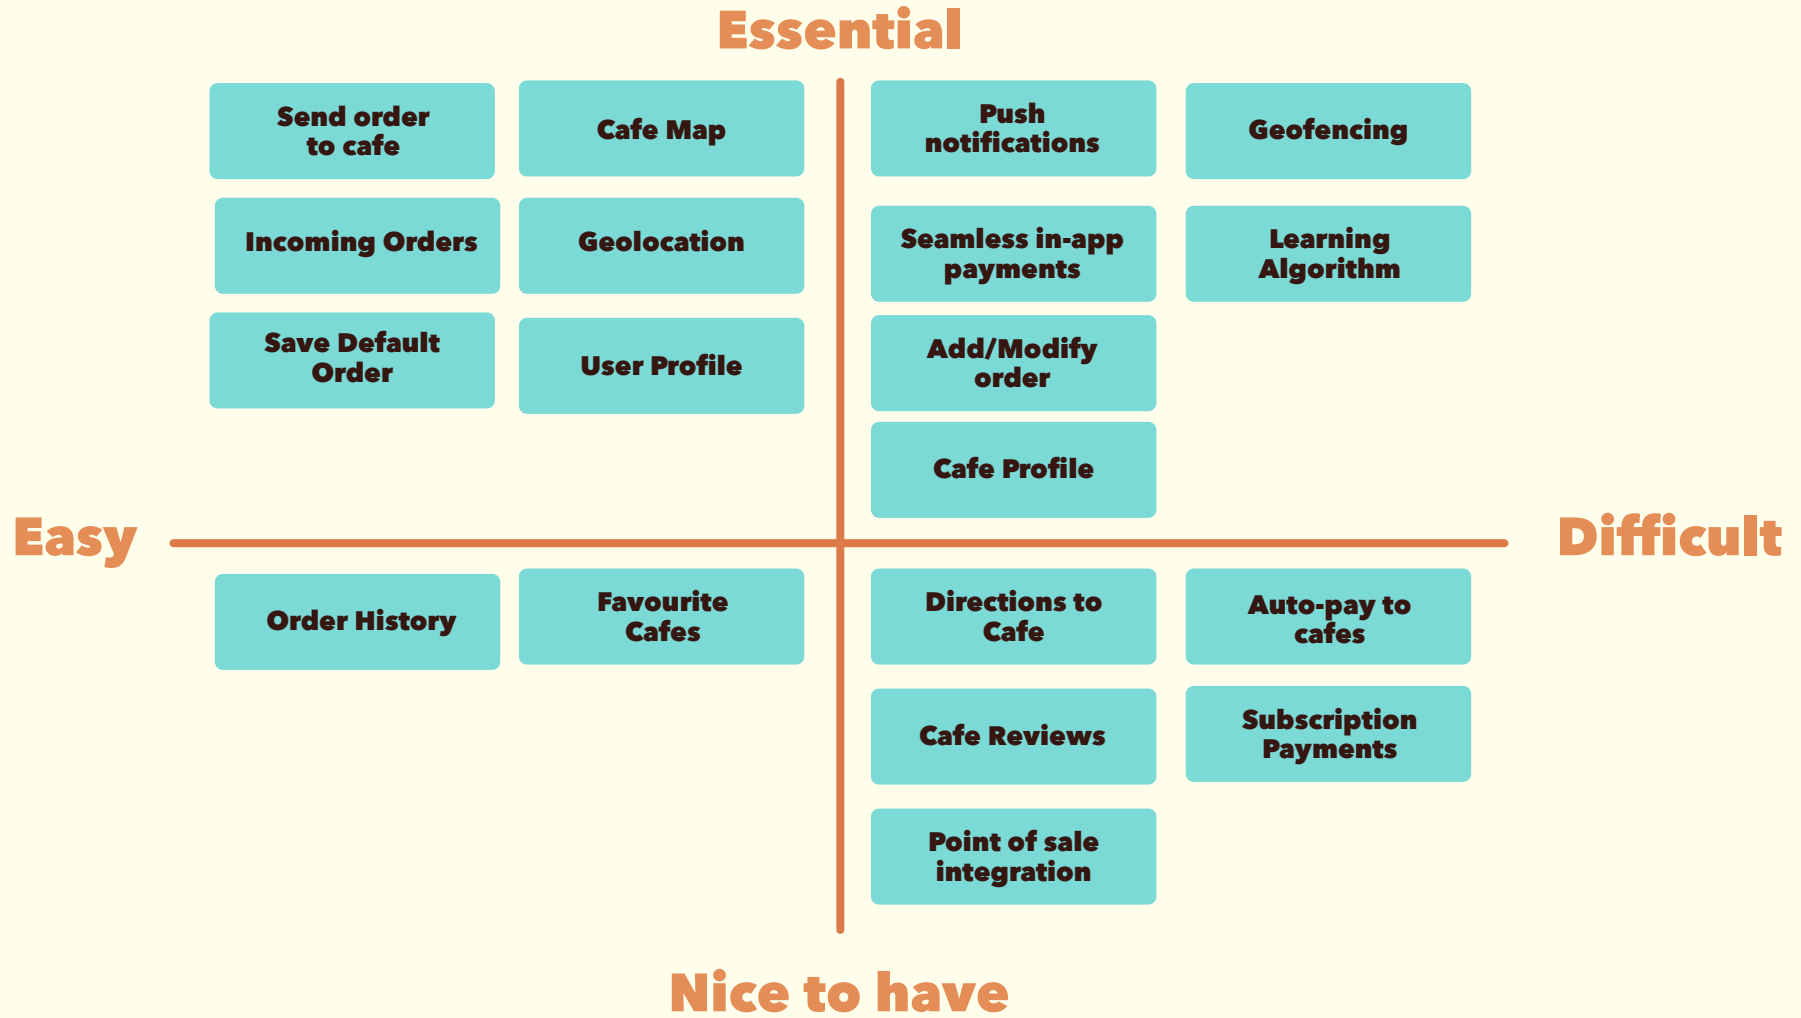 Essential
Send order
to cafe
Cafe Map
Push
notifications
Geofencing
Incoming Orders
Geolocation
Seamless in-app
payments
Learning
Algorithm
Save Default
Order
User Profile
Add/Modify
order
Cafe Profile
Easy
Difficult
Order History
Favourite
Cafes
Directions to
Cafe
Auto-pay to
cafes
Cafe Reviews
Subscription
Payments
Point of sale
integration
Nice to have